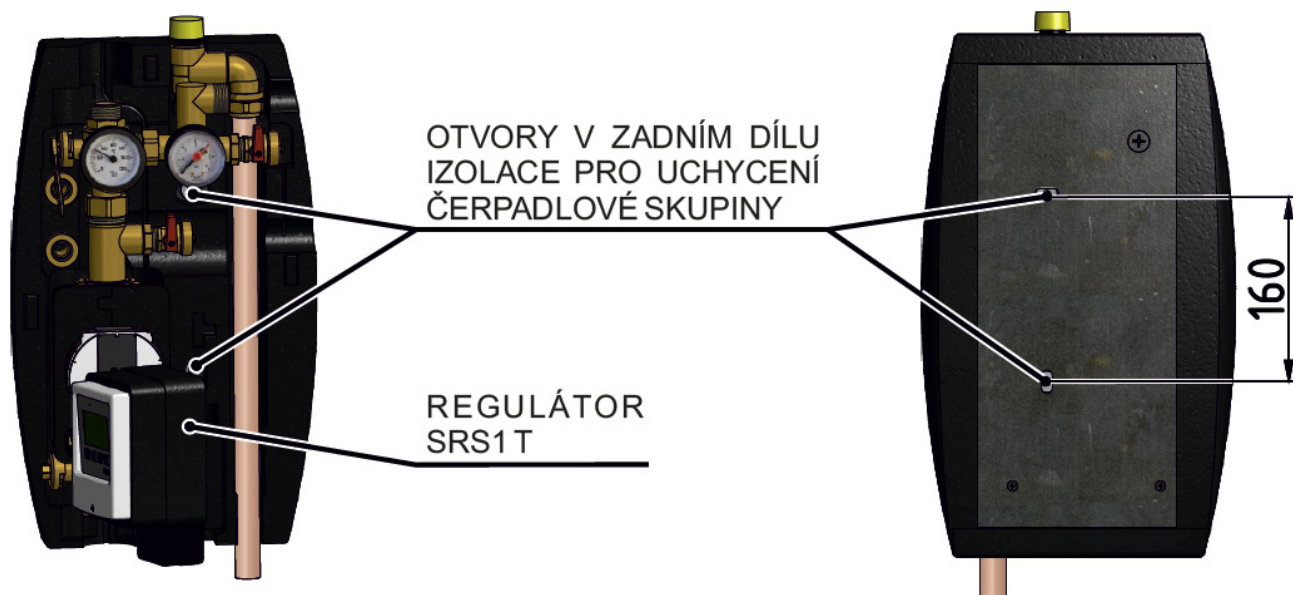 OTVORY V ZADNÍM DÍLU
IZOLACE PRO UCHYCENÍ
ČERPADLOVÉ SKUPINY
160
REGULÁTOR
SRS1 T